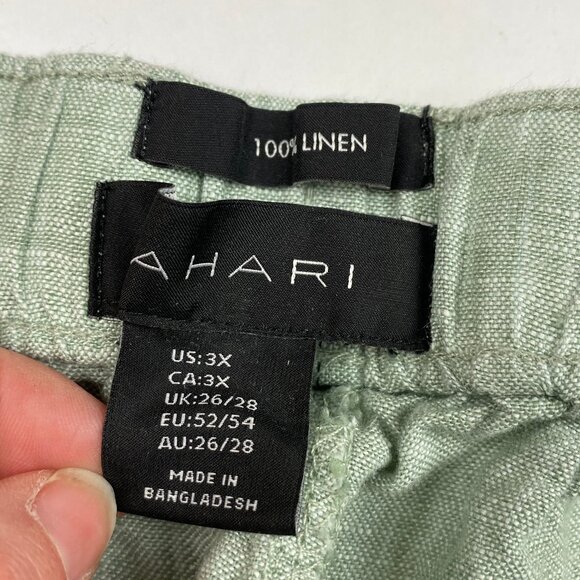 100% LINEN
AHARI
US:3X
CA:3X
UK:26/28
EU:52/54
AU:26/28
MADE IN
BANGLADESH